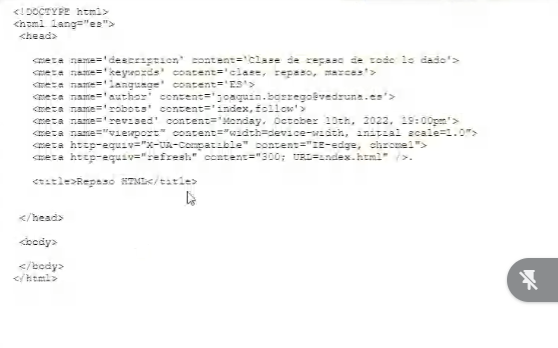 <!DOCTYPE html>
<html lang="es">
<head>
<meta name='description' content='Clase de repaso de todo lo dado'>
<meta name='keywords' content='clase, repaso, marcas'>
<meta name='language' content='ES'>
<meta name='author' content='joaquin.borrego@vedruna.es'>
<meta name='robots' content='index,follow'>
<meta name='revised' content='Monday, October 10th, 2022, 19:00pm'>
<meta name="viewport" content="width=device-width, initial scale=1.0">
<meta http-equiv="X-UA-Compatible" content="IE-edge, chrome1">
<meta http-equiv="refresh" content="300; URL=index.html" />.
<title>Repaso HTML</title>
</head>
<body>
</body>
</html>